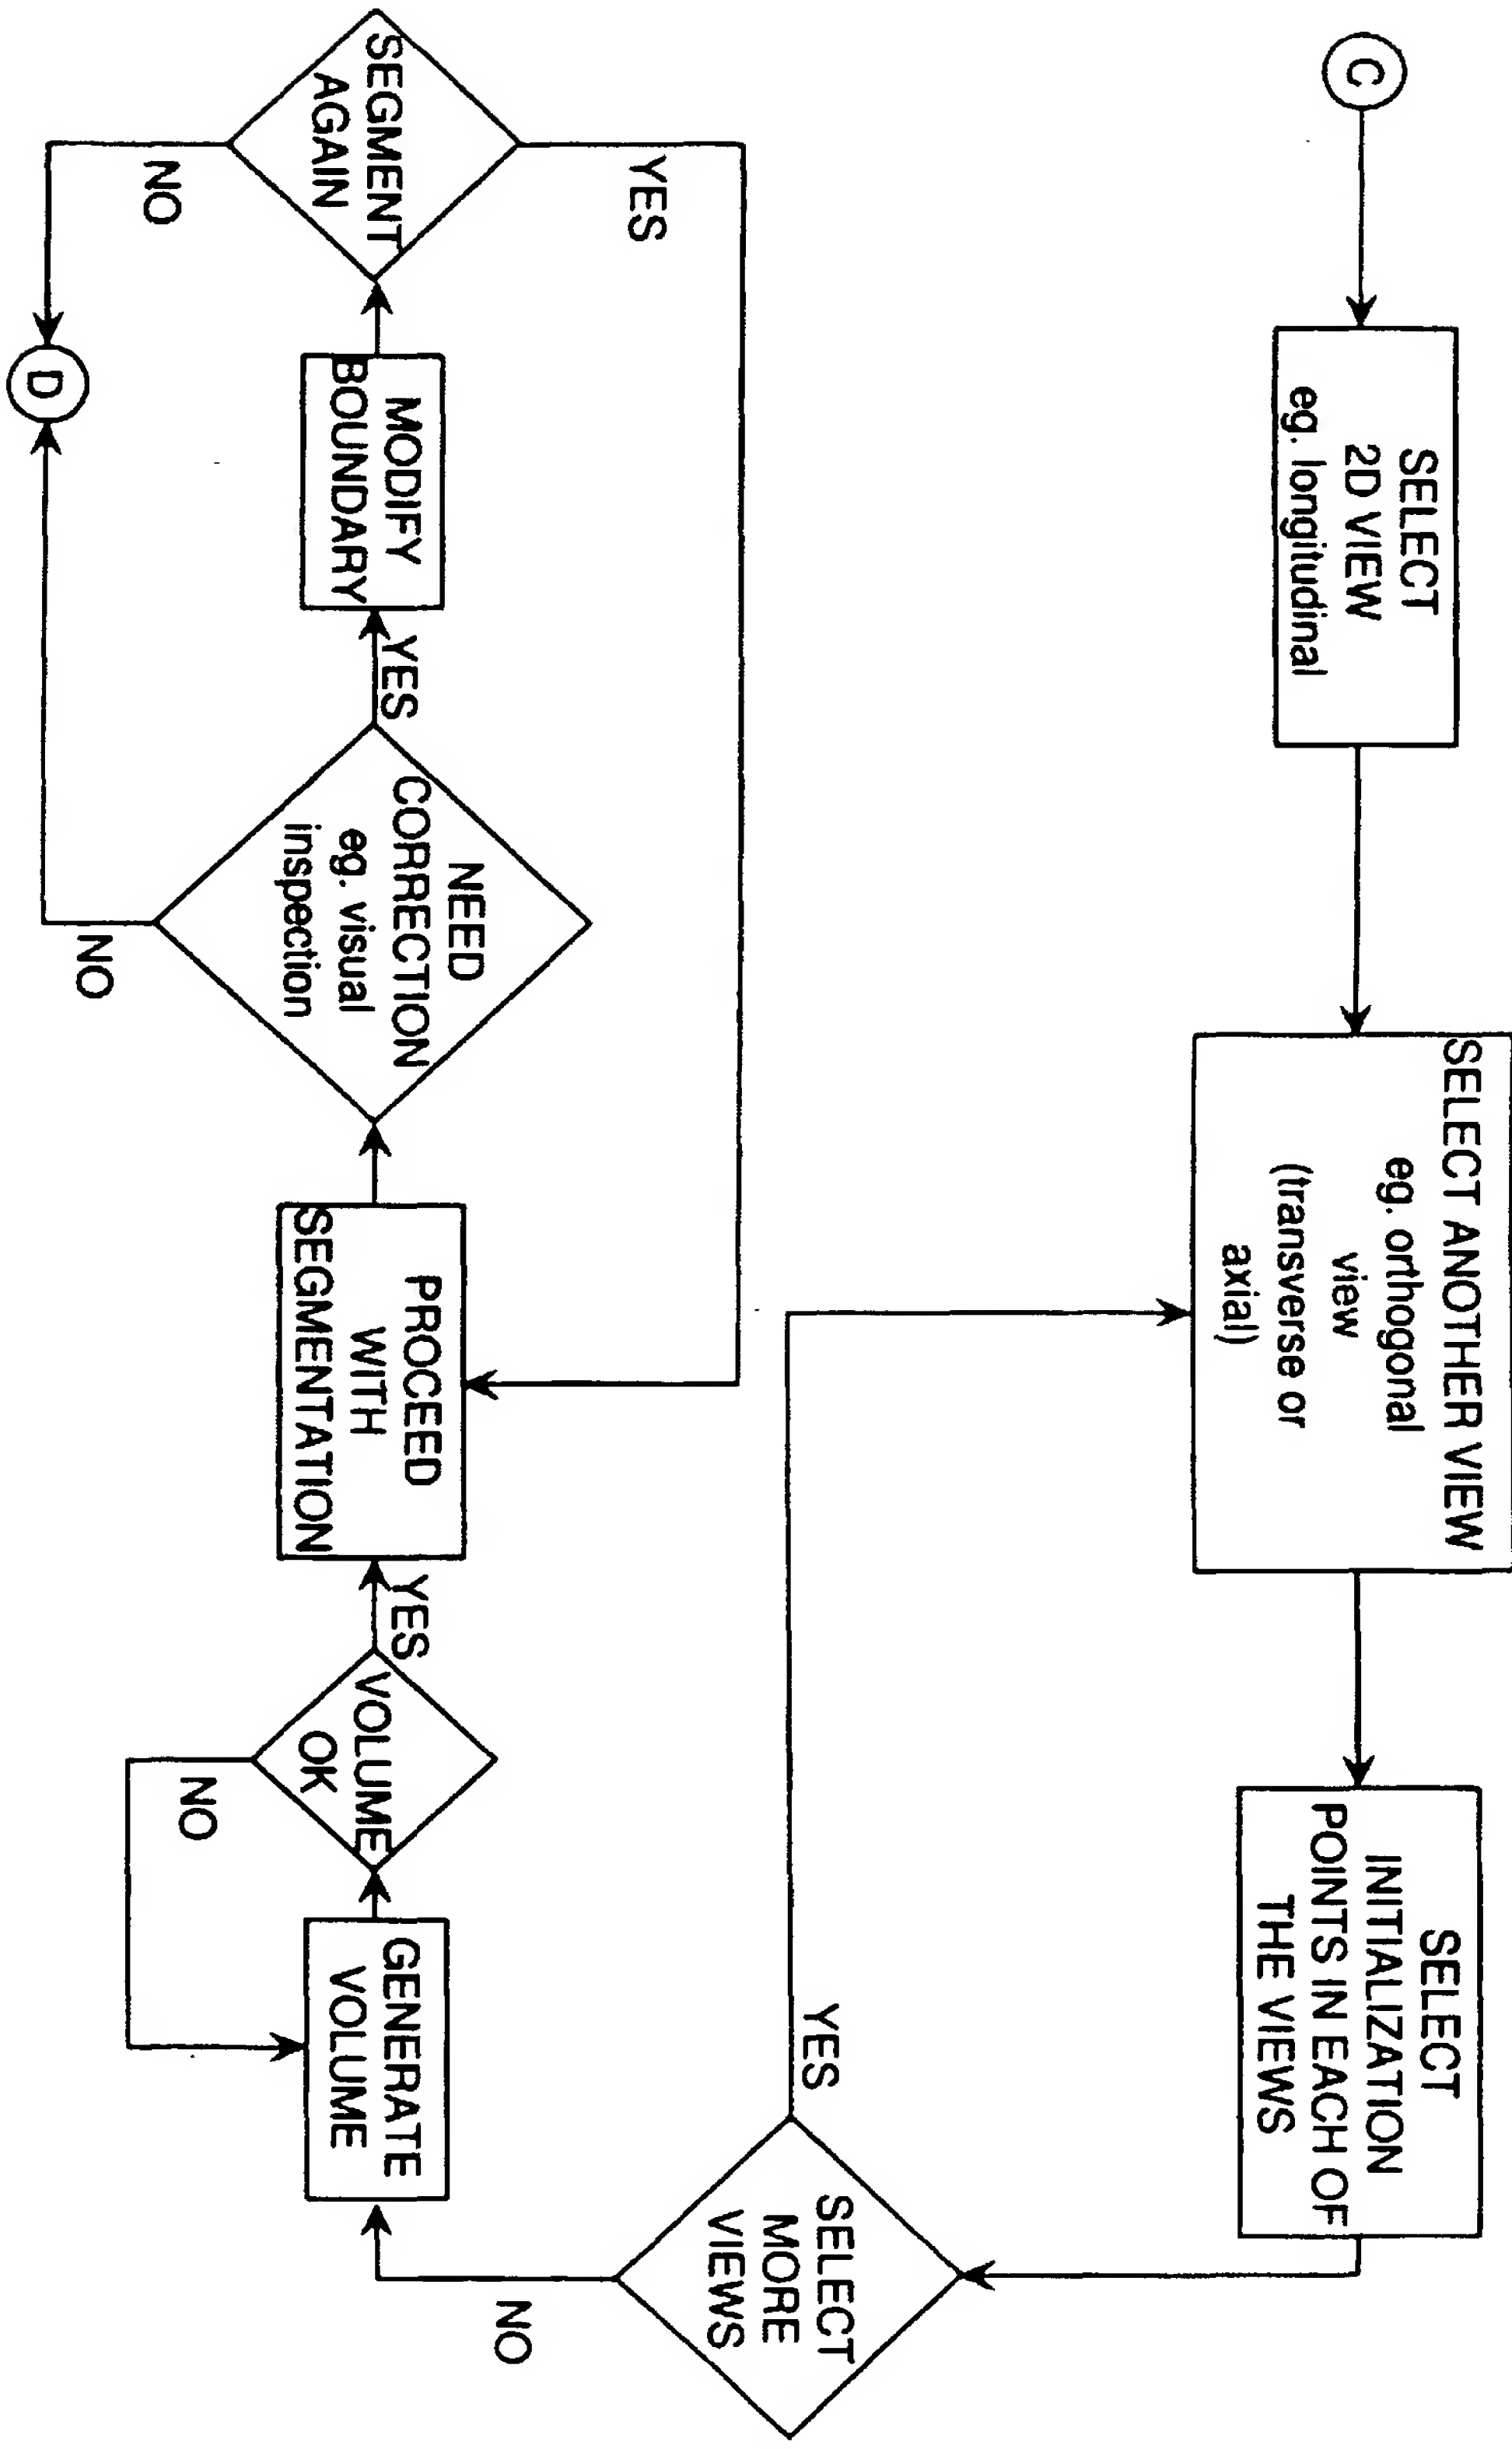 C
SELECT
2D VIEW
eg. longitudinal
SELECT ANOTHER VIEW
eg. orthogonal
view
(transverse or
axial)
SELECT
INITIALIZATION
POINTS IN EACH OF
THE VIEWS
SELECT
MORE
VIEWS
YES
NO
GENERATE
VOLUME
VOLUME
OK
YES
NO
PROCEED
WITH
SEGMENTATION
NEED
CORRECTION
eg. visual
inspection
YES
NO
MODIFY
BOUNDARY
SEGMENT
AGAIN
YES
NO
D